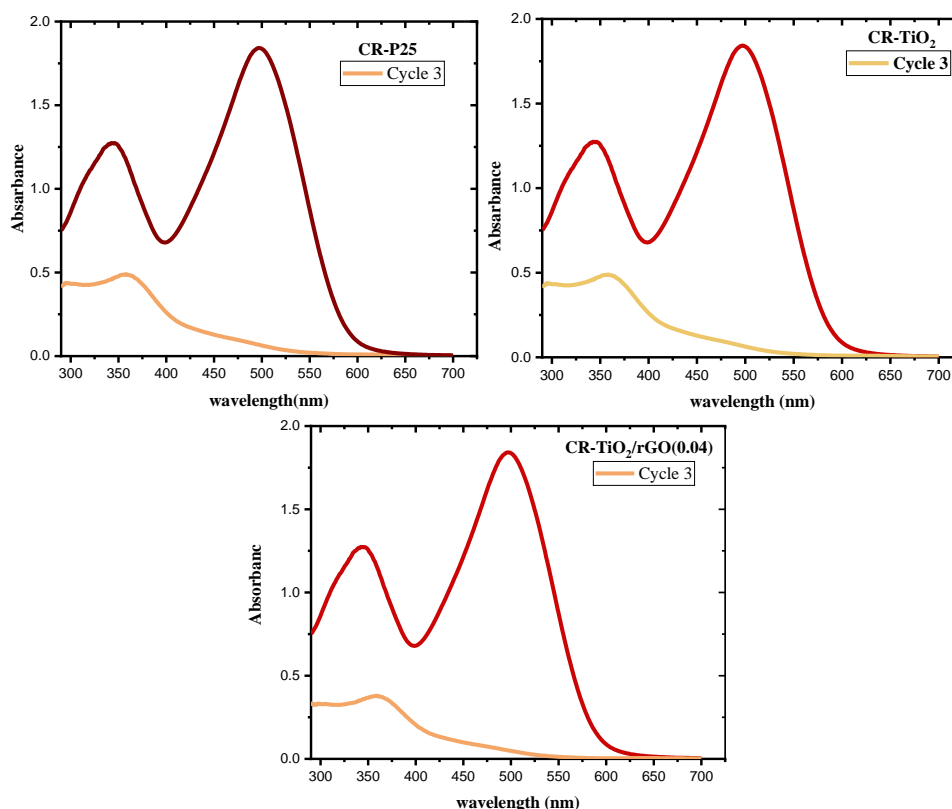 CR-P25
Cycle 3
Absarbance
2.0
1.5
1.0
0.5
0.0
300 350 400 450 500 550 600 650 700
wavelength(nm)
CR-TiO₂
Cycle 3
Absarbance
2.0
1.5
1.0
0.5
0.0
300 350 400 450 500 550 600 650 700
wavelength (nm)
CR-TiO₂/rGO(0.04)
Cycle 3
Absorbanc
2.0
1.5
1.0
0.5
0.0
300 350 400 450 500 550 600 650 700
wavelength (nm)